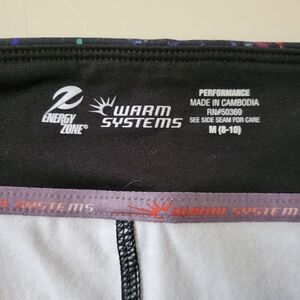 ENERGY
ZONE®
WARM
SYSTEMS
PERFORMANCE
MADE IN CAMBODIA
RN#50369
SEE SIDE SEAM FOR CARE
M (8-10)
SYSTEMS
WARM SYSTEM